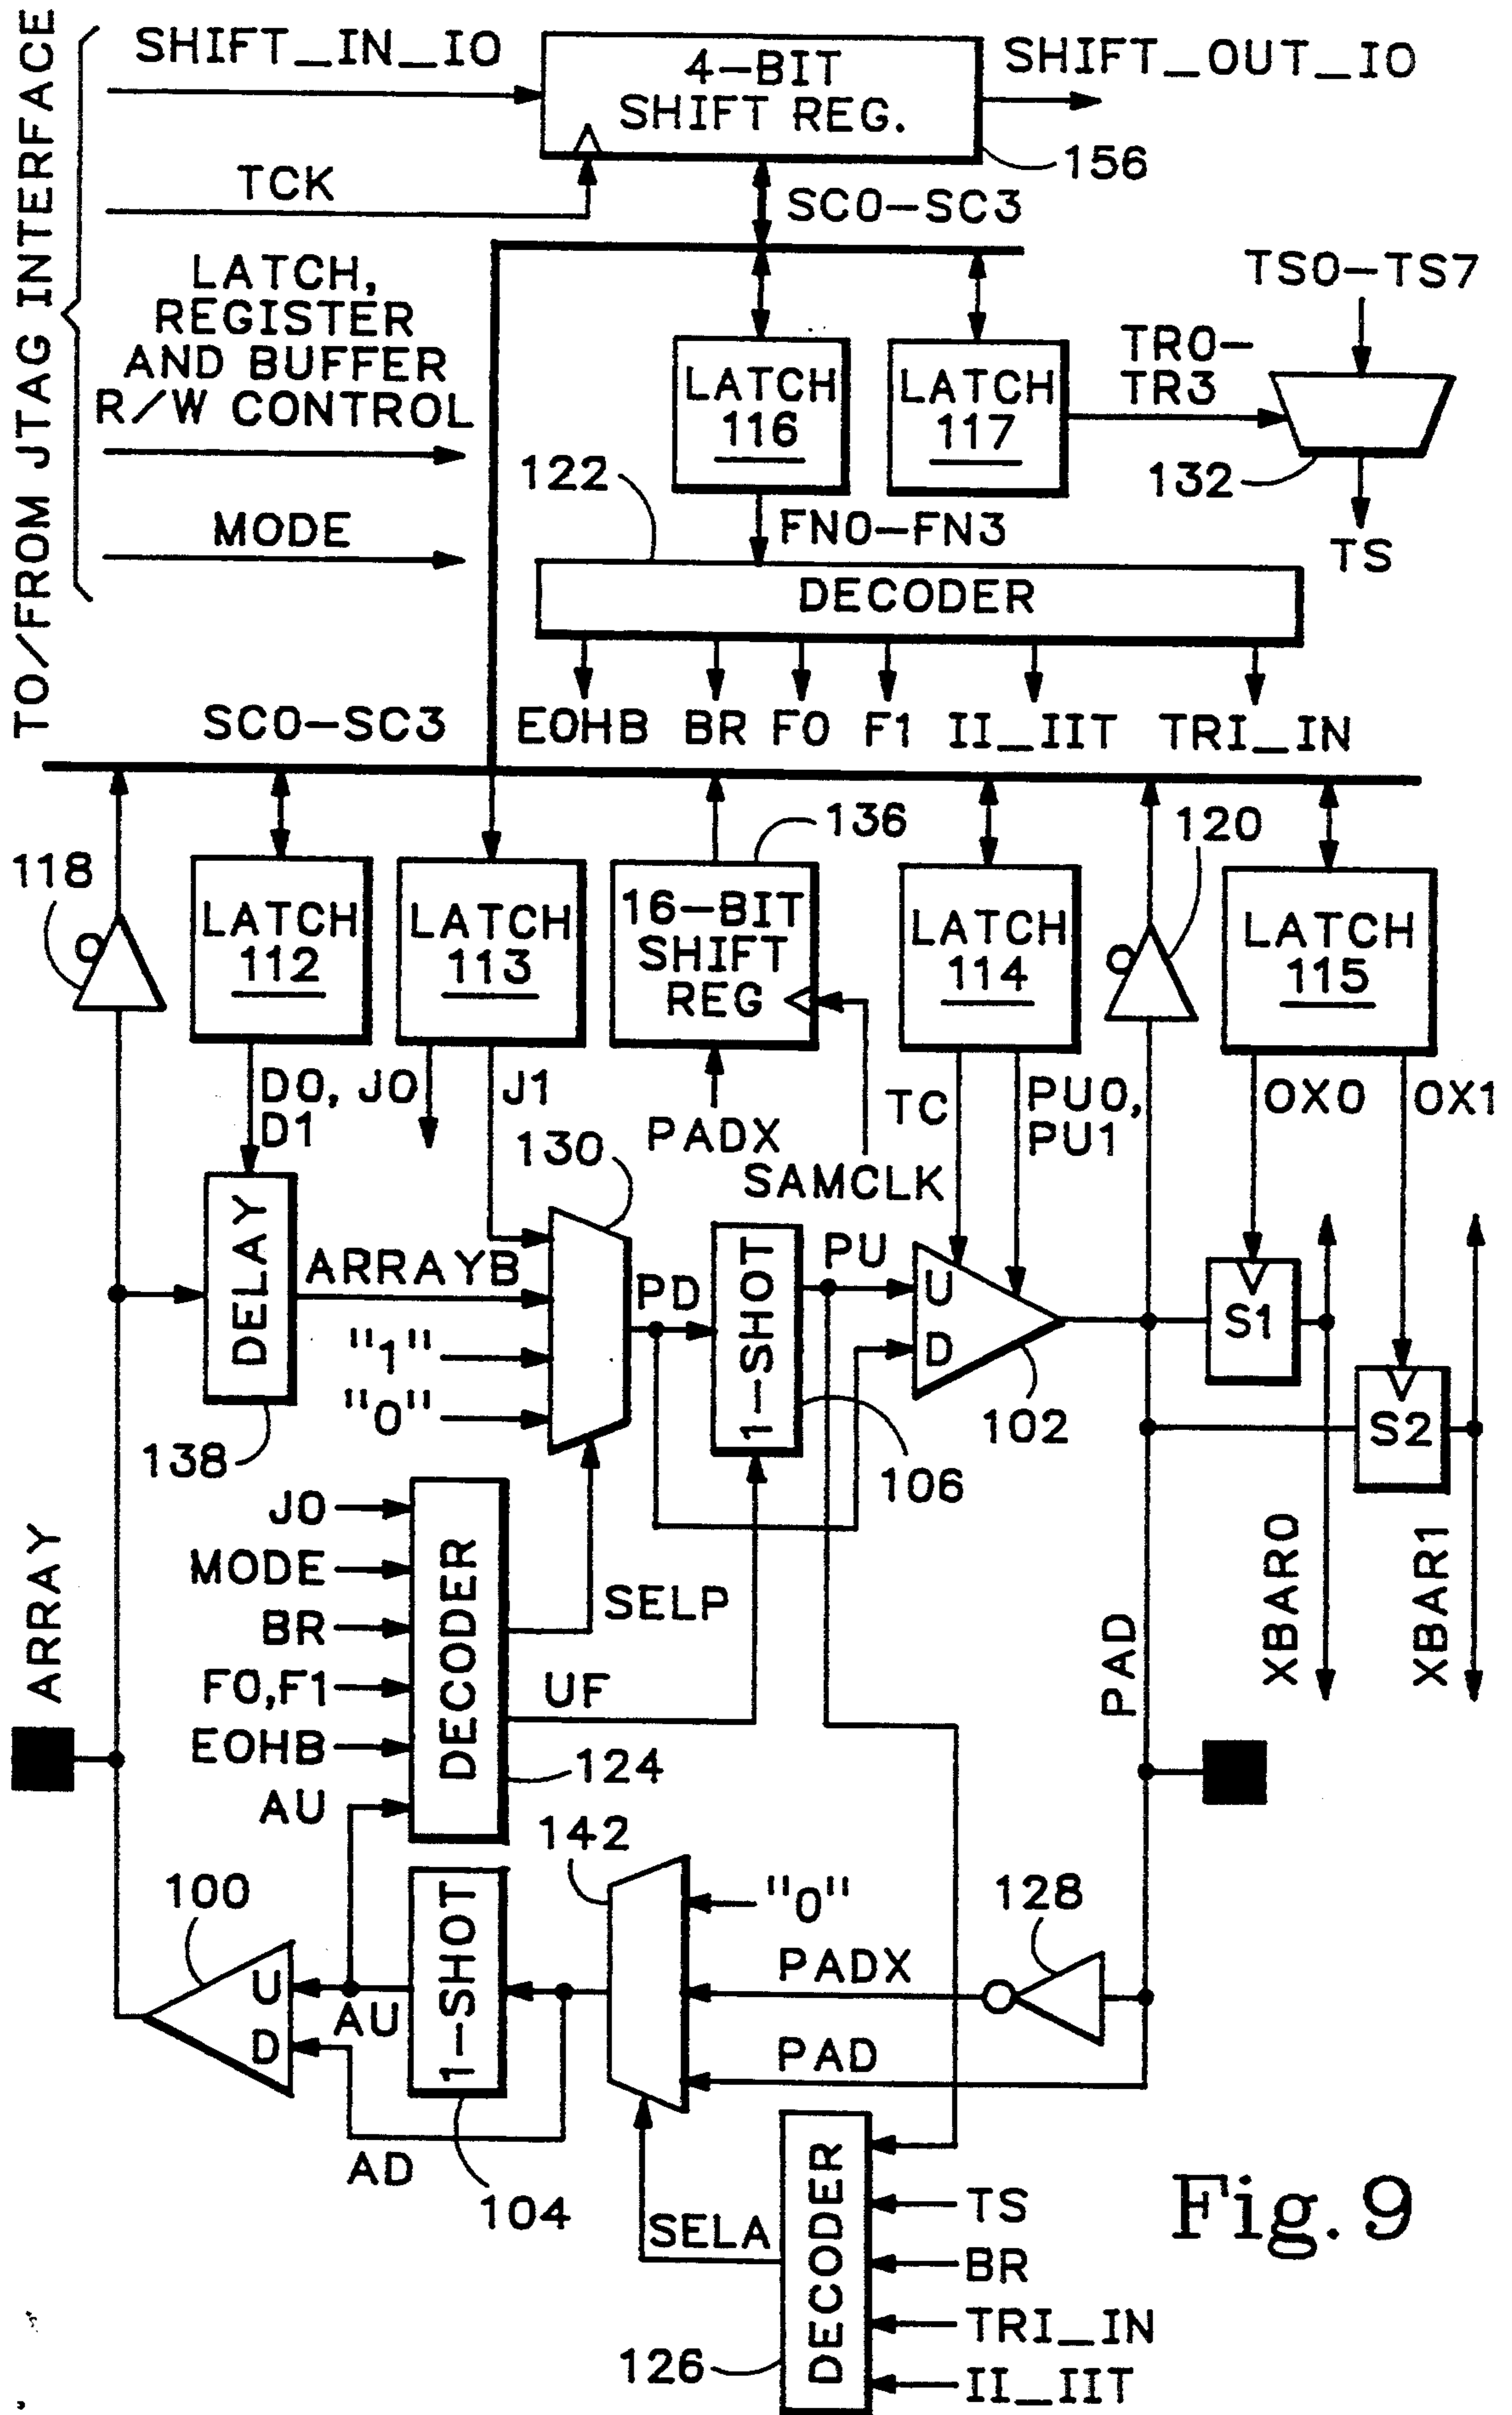 TO/FROM JTAG INTERFACE
SHIFT_IN_IO
4-BIT
SHIFT REG.
SHIFT_OUT_IO
156
TCK
SC0-SC3
LATCH,
REGISTER
AND BUFFER
R/W CONTROL
TS0-TS7
LATCH
116
LATCH
117
TR0-
TR3
132
122
MODE
FN0-FN3
TS
DECODER
SC0-SC3
EOHB
BR
F0
F1
II_IIT
TRI_IN
118
136
120
LATCH
112
LATCH
113
16-BIT
SHIFT
REG
LATCH
114
LATCH
115
D0,
D1
J0
J1
PADX
SAMCLK
TC
PU0,
PU1
OX0
OX1
130
DELAY
ARRAYB
"1"
"0"
138
PD
1-SHOT
PU
U
D
102
106
S1
S2
J0
MODE
BR
F0,F1
EOHB
AU
DECODER
SELP
UF
124
ARRAY
PAD
XBAR0
XBAR1
142
100
U
D
AU
1-SHOT
"0"
128
PADX
PAD
AD
104
SELA
DECODER
TS
BR
TRI_IN
II_IIT
126
Fig. 9